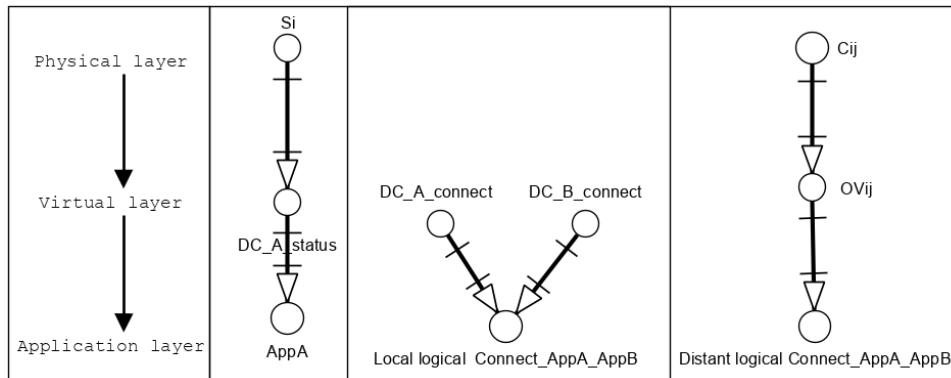 Physical layer
Virtual layer
Application layer
Si
DC_A_status
AppA
DC_A_connect
DC_B_connect
Local logical Connect_AppA_AppB
Cij
OVij
Distant logical Connect_AppA_AppB